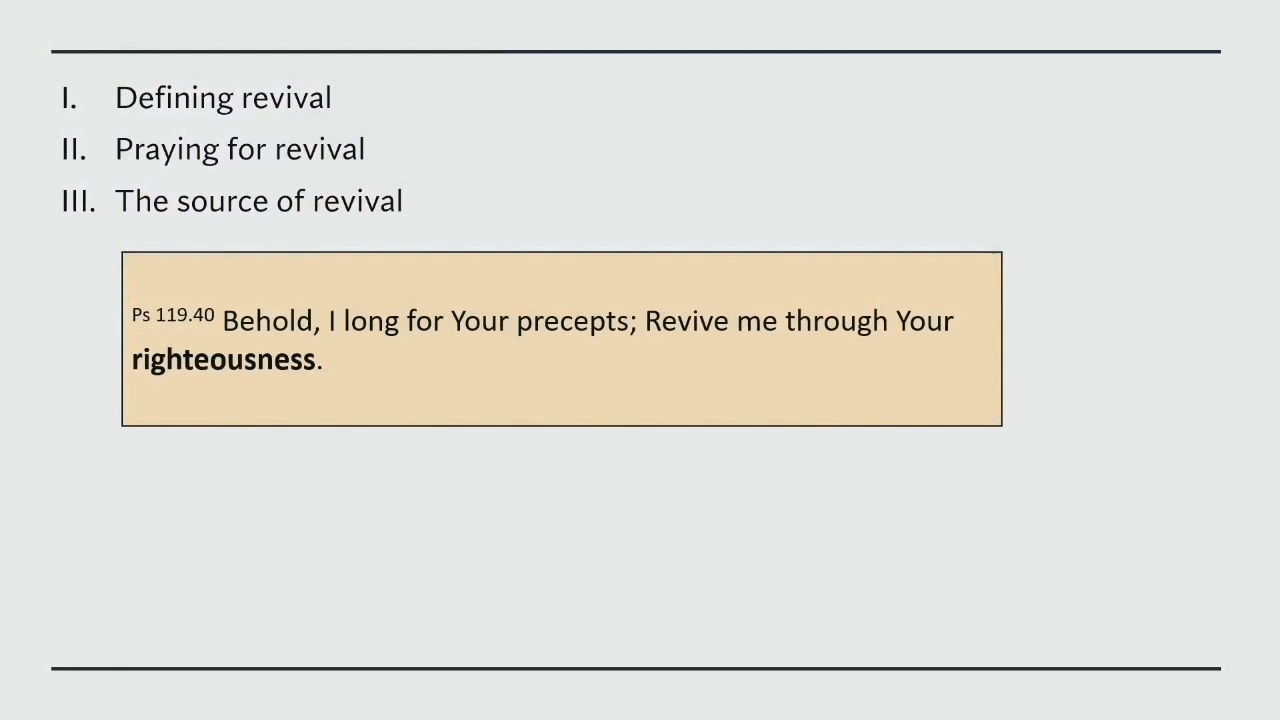 I. Defining revival
II. Praying for revival
III. The source of revival
Ps 119.40 Behold, I long for Your precepts; Revive me through Your
righteousness.